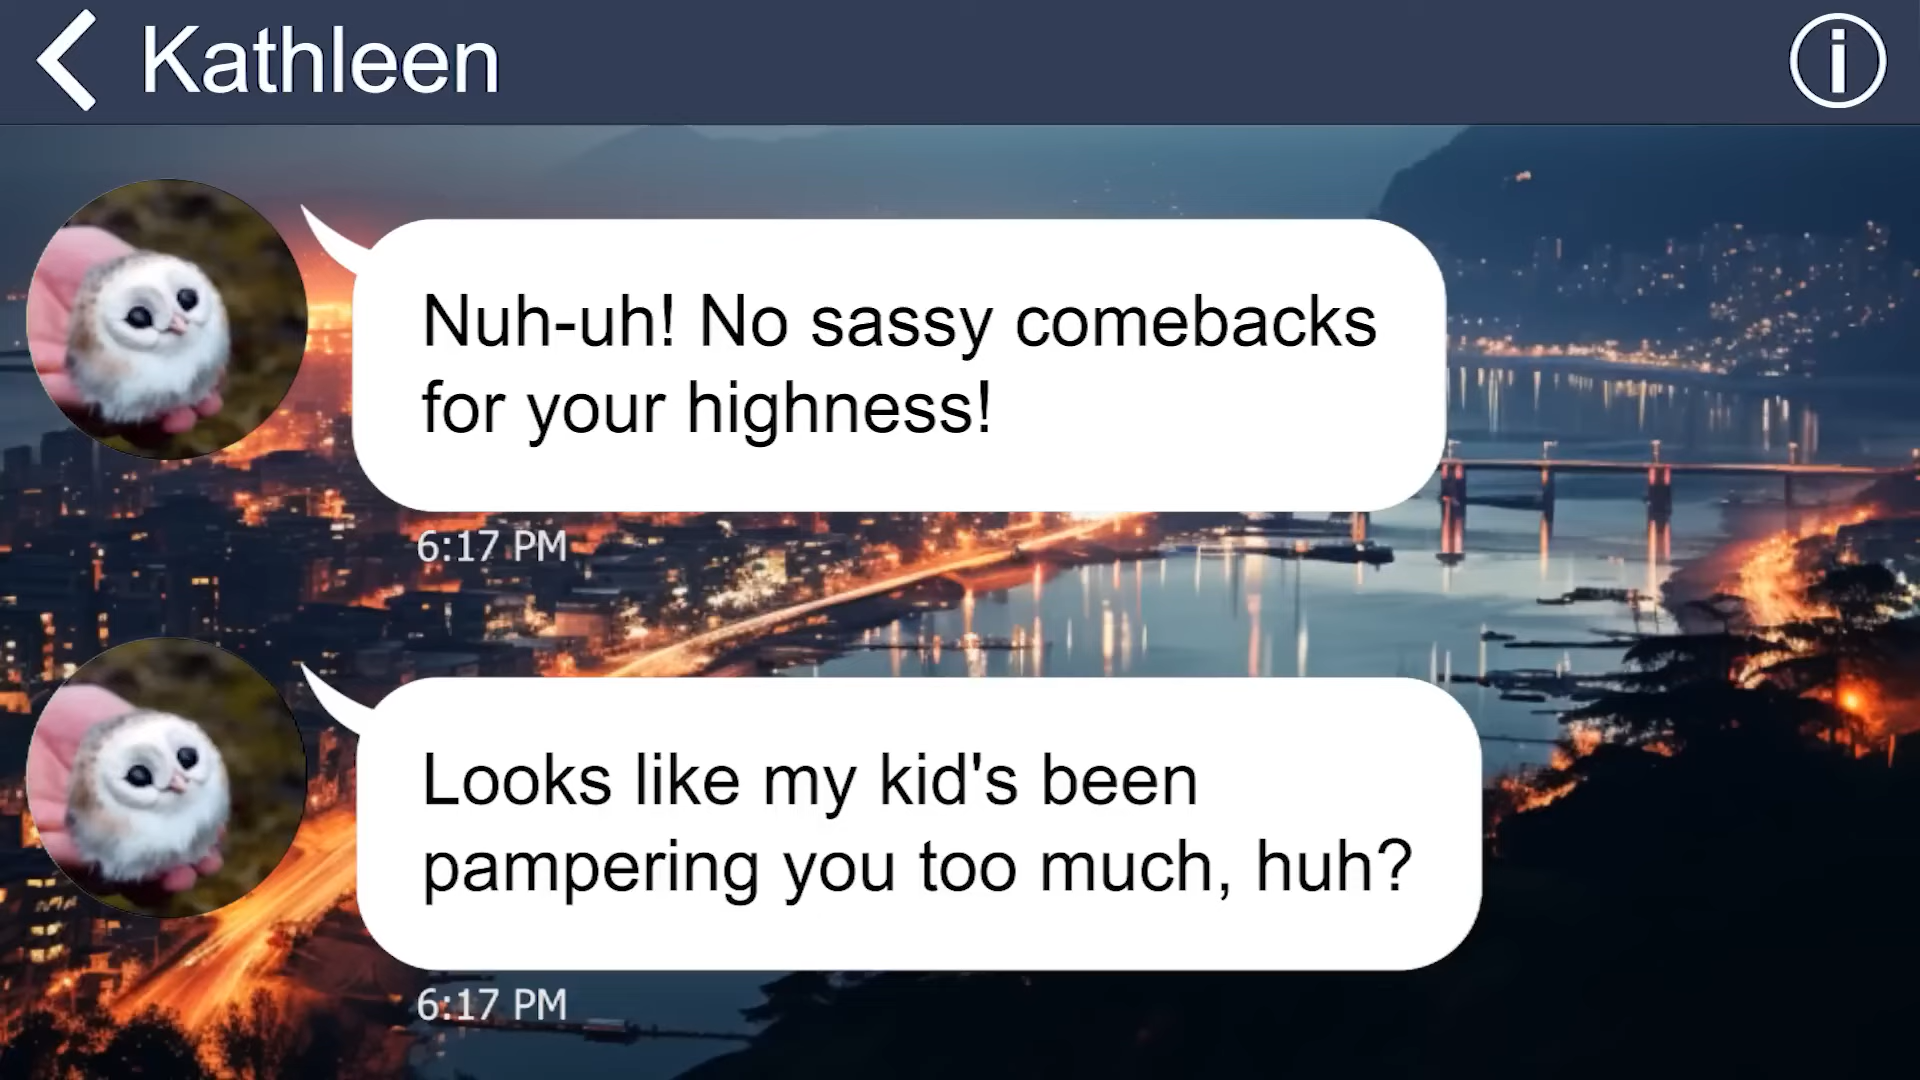 Kathleen
Nuh-uh! No sassy comebacks
for your highness!
6:17 PM
Looks like my kid's been
pampering you too much, huh?
6:17 PM